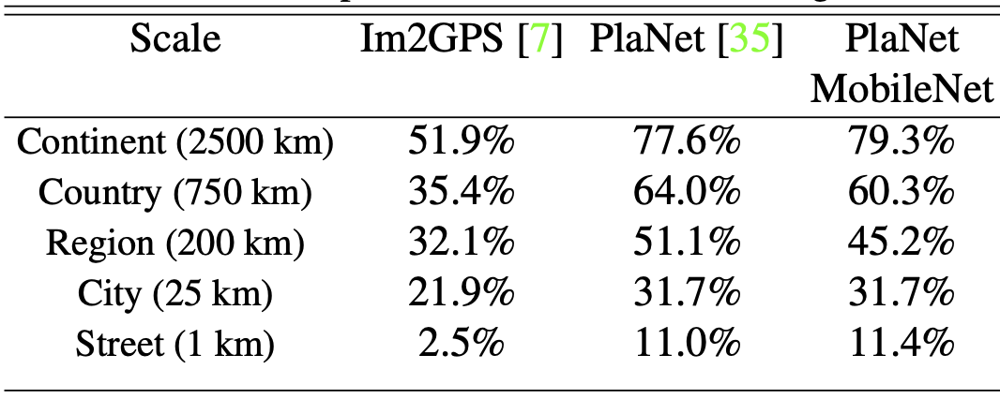 Scale Im2GPS [7] PlaNet [35] PlaNet
MobileNet
Continent (2500 km) 51.9% 77.6% 79.3%
Country (750 km) 35.4% 64.0% 60.3%
Region (200 km) 32.1% 51.1% 45.2%
City (25 km) 21.9% 31.7% 31.7%
Street (1 km) 2.5% 11.0% 11.4%